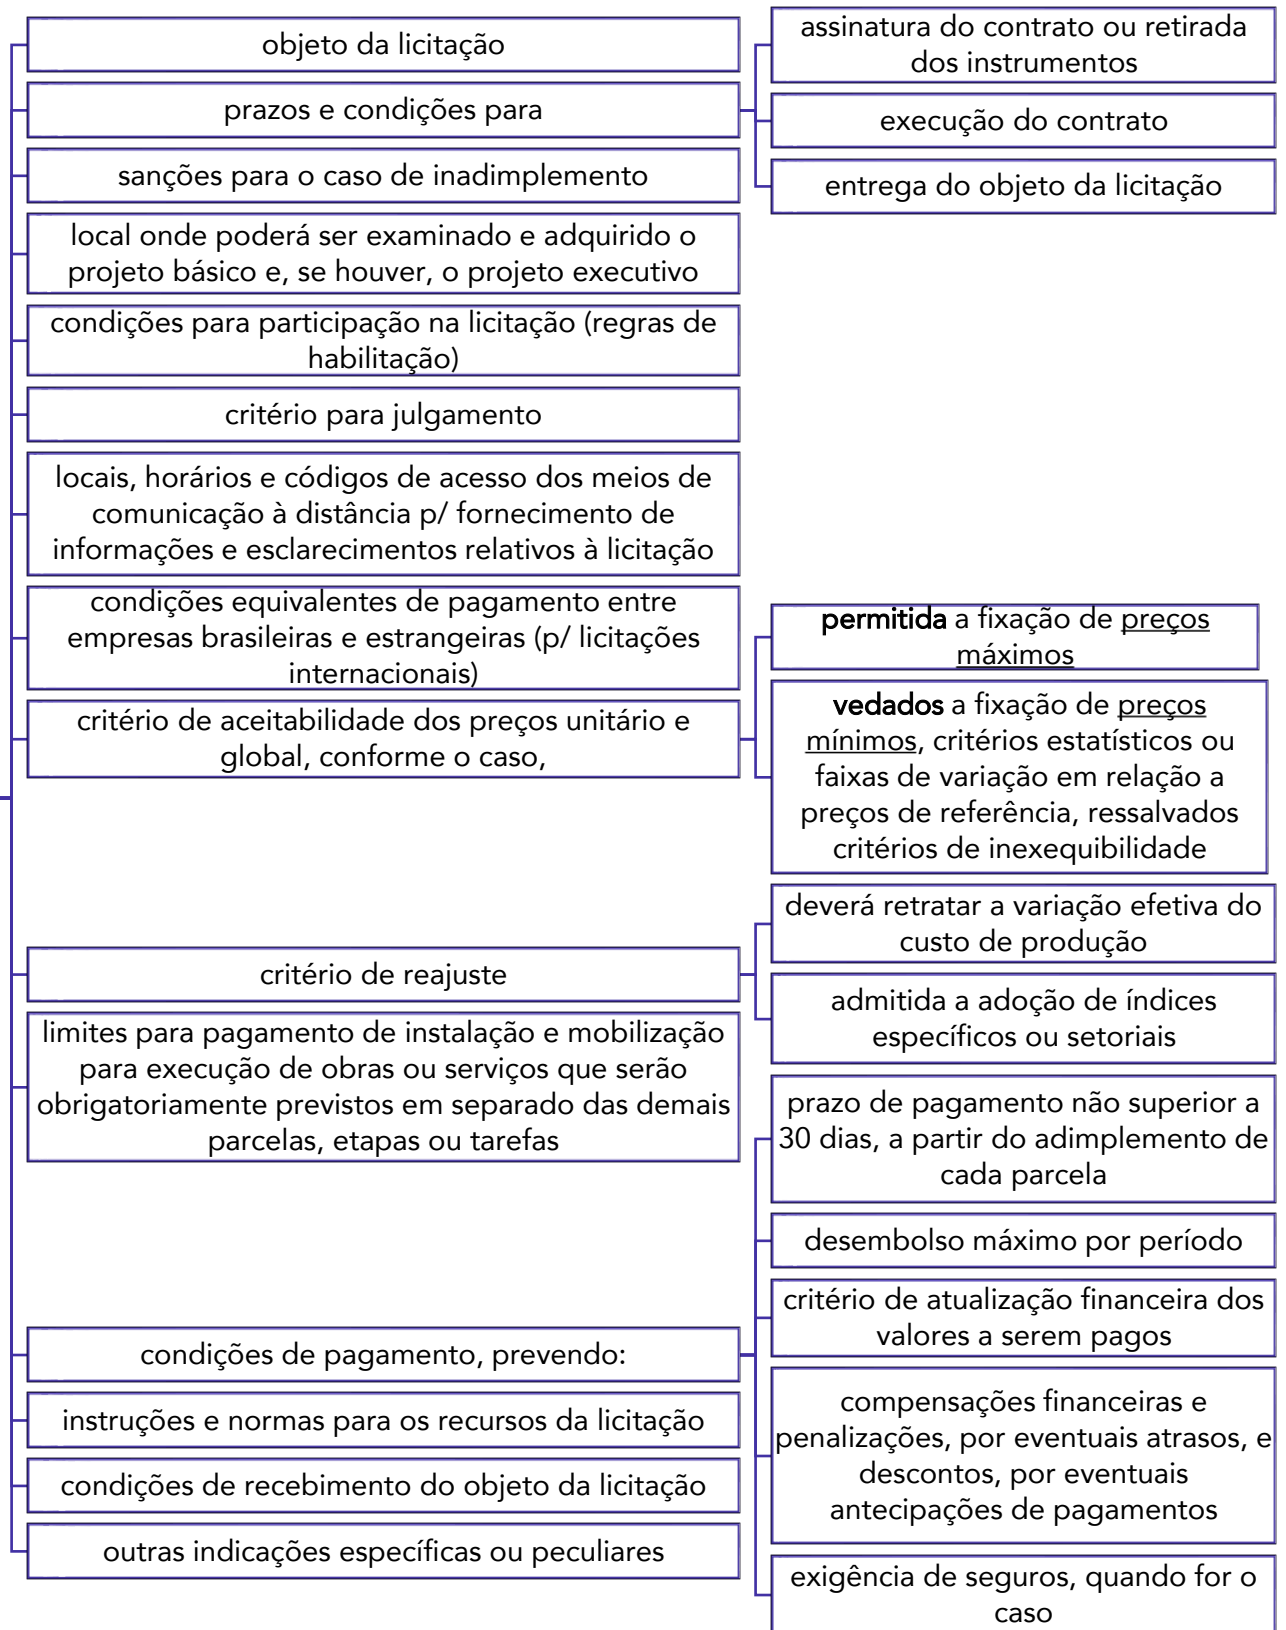 objeto da licitação
prazos e condições para
assinatura do contrato ou retirada
dos instrumentos
execução do contrato
entrega do objeto da licitação
sanções para o caso de inadimplemento
local onde poderá ser examinado e adquirido o
projeto básico e, se houver, o projeto executivo
condições para participação na licitação (regras de
habilitação)
critério para julgamento
locais, horários e códigos de acesso dos meios de
comunicação à distância p/ fornecimento de
informações e esclarecimentos relativos à licitação
condições equivalentes de pagamento entre
empresas brasileiras e estrangeiras (p/ licitações
internacionais)
critério de aceitabilidade dos preços unitário e
global, conforme o caso,
permitida a fixação de preços
máximos
vedados a fixação de preços
mínimos, critérios estatísticos ou
faixas de variação em relação a
preços de referência, ressalvados
critérios de inexequibilidade
critério de reajuste
deverá retratar a variação efetiva do
custo de produção
admitida a adoção de índices
específicos ou setoriais
limites para pagamento de instalação e mobilização
para execução de obras ou serviços que serão
obrigatoriamente previstos em separado das demais
parcelas, etapas ou tarefas
condições de pagamento, prevendo:
prazo de pagamento não superior a
30 dias, a partir do adimplemento de
cada parcela
desembolso máximo por período
critério de atualização financeira dos
valores a serem pagos
compensações financeiras e
penalizações, por eventuais atrasos, e
descontos, por eventuais
antecipações de pagamentos
exigência de seguros, quando for o
caso
instruções e normas para os recursos da licitação
condições de recebimento do objeto da licitação
outras indicações específicas ou peculiares